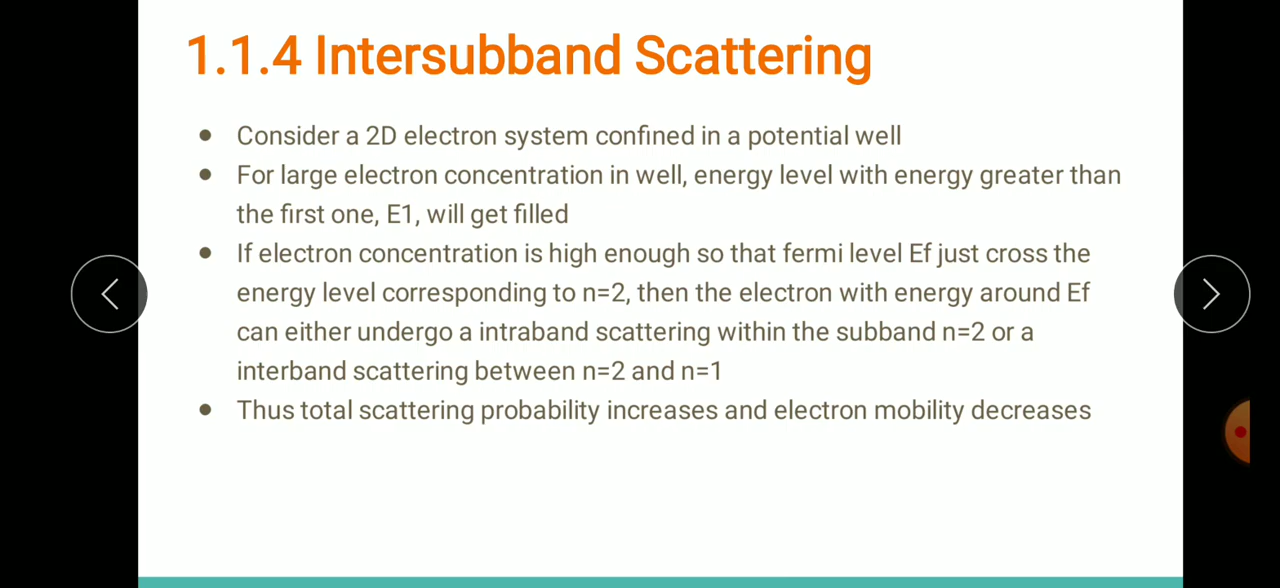 1.1.4 Intersubband Scattering
● Consider a 2D electron system confined in a potential well
● For large electron concentration in well, energy level with energy greater than
the first one, E1, will get filled
● If electron concentration is high enough so that fermi level Ef just cross the
energy level corresponding to n=2, then the electron with energy around Ef
can either undergo a intraband scattering within the subband n=2 or a
interband scattering between n=2 and n=1
● Thus total scattering probability increases and electron mobility decreases